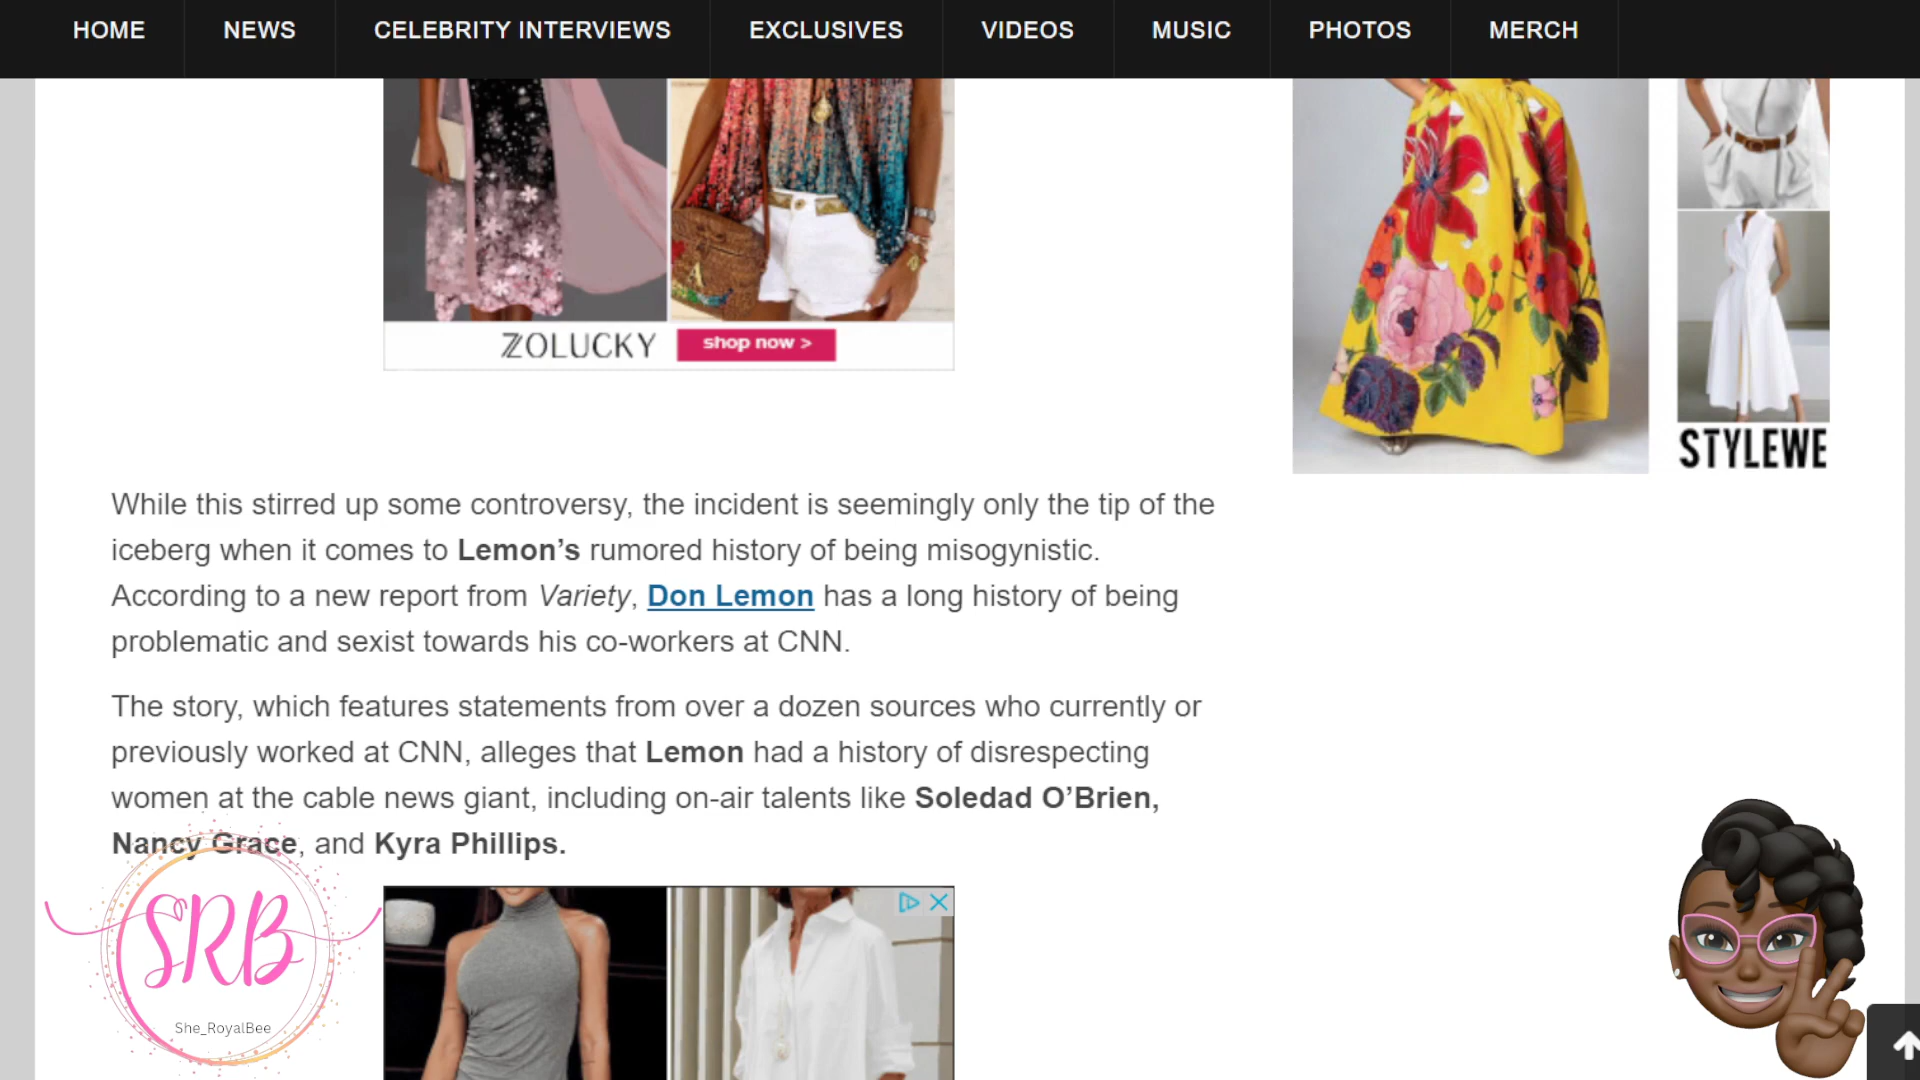 HOME NEWS CELEBRITY INTERVIEWS EXCLUSIVES VIDEOS MUSIC PHOTOS MERCH
ZOLUCKY shop now >
STYLEWE
While this stirred up some controversy, the incident is seemingly only the tip of the
iceberg when it comes to Lemon’s rumored history of being misogynistic.
According to a new report from Variety, Don Lemon has a long history of being
problematic and sexist towards his co-workers at CNN.
The story, which features statements from over a dozen sources who currently or
previously worked at CNN, alleges that Lemon had a history of disrespecting
women at the cable news giant, including on-air talents like Soledad O’Brien,
Nancy Grace, and Kyra Phillips.
SRB
She_RoyalBee